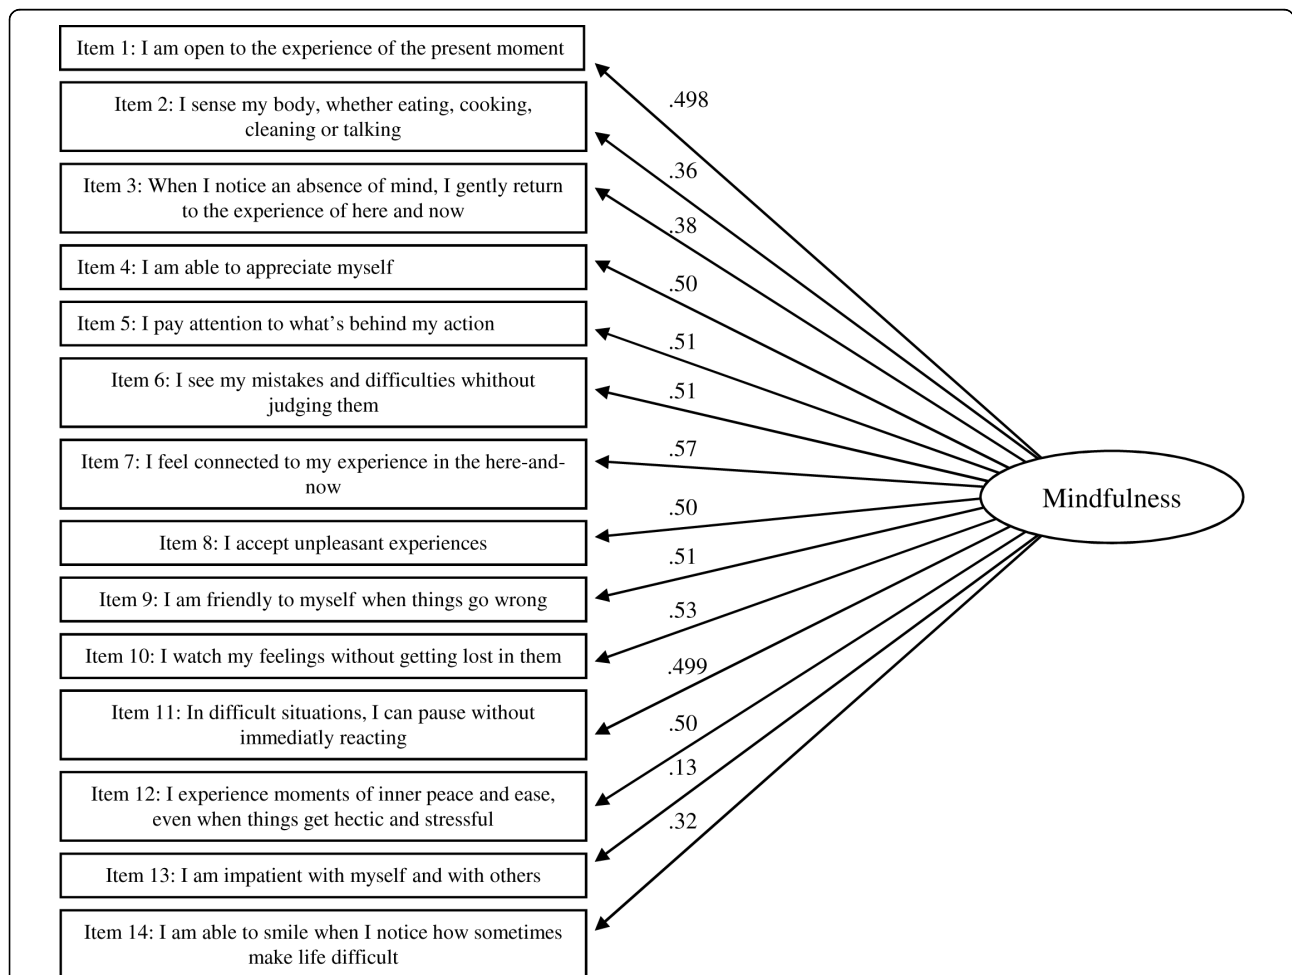 Item 1: I am open to the experience of the present moment
.498
Item 2: I sense my body, whether eating, cooking,
cleaning or talking
.36
Item 3: When I notice an absence of mind, I gently return
to the experience of here and now
.38
Item 4: I am able to appreciate myself
.50
Item 5: I pay attention to what's behind my action
.51
Item 6: I see my mistakes and difficulties whithout
judging them
.51
Item 7: I feel connected to my experience in the here-and-
now
.57
Mindfulness
Item 8: I accept unpleasant experiences
.50
Item 9: I am friendly to myself when things go wrong
.51
Item 10: I watch my feelings without getting lost in them
.53
Item 11: In difficult situations, I can pause without
immediatly reacting
.499
Item 12: I experience moments of inner peace and ease,
even when things get hectic and stressful
.50
Item 13: I am impatient with myself and with others
.13
Item 14: I am able to smile when I notice how sometimes
make life difficult
.32